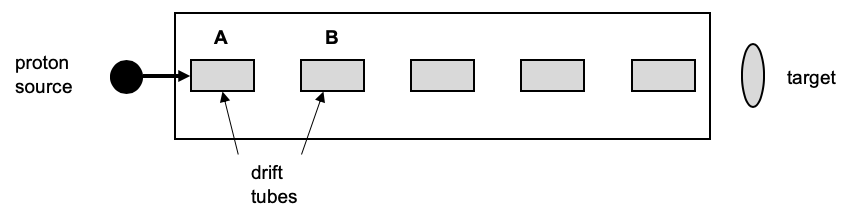 A
B
proton
source
target
drift
tubes